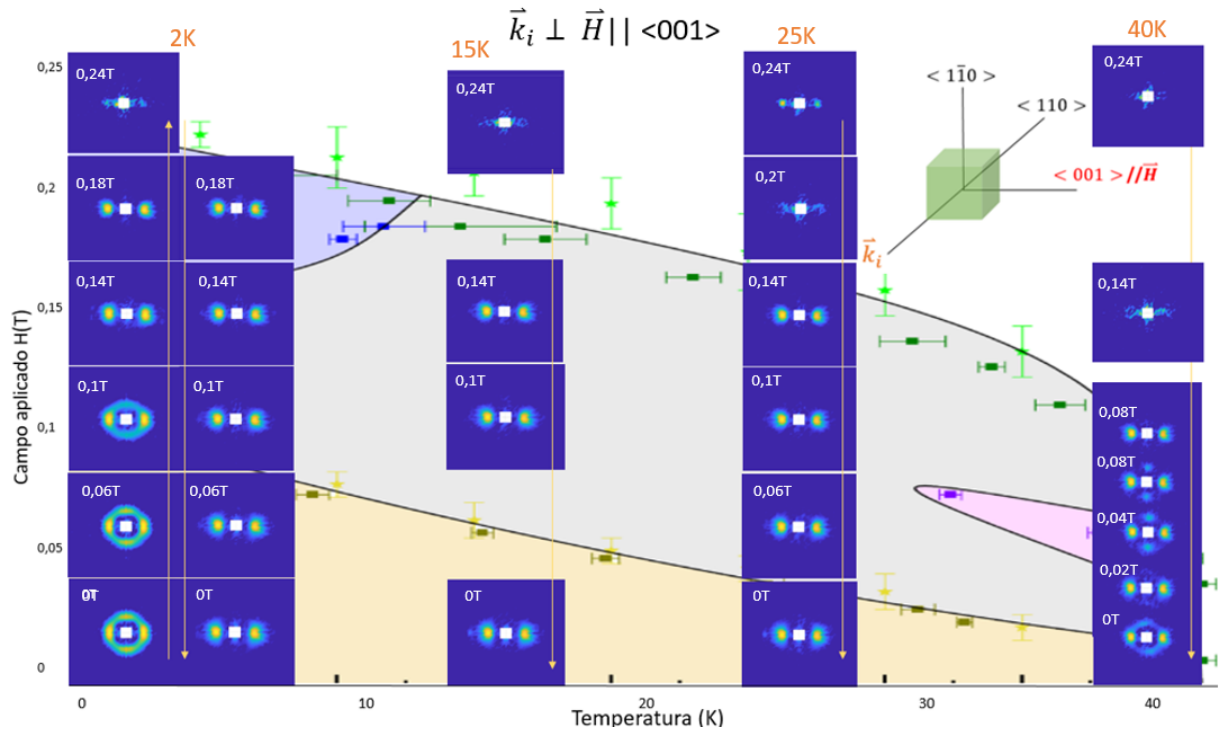 k⃗ᵢ ⊥ H⃗ || <001>
2K
15K
25K
40K
Campo aplicado H(T)
0,25
0,2
0,15
0,1
0,05
0
0,24T
0,18T
0,14T
0,1T
0,06T
0T
0T
0,18T
0,14T
0,1T
0,06T
0T
0,24T
0,14T
0,1T
0T
0,24T
0,2T
0,14T
0,1T
0,06T
0T
< 11̅0 >
< 110 >
< 001 >//H⃗
k⃗ᵢ
0,24T
0,14T
0,08T
0,08T
0,04T
0,02T
0T
0
10
20
30
40
Temperatura (K)